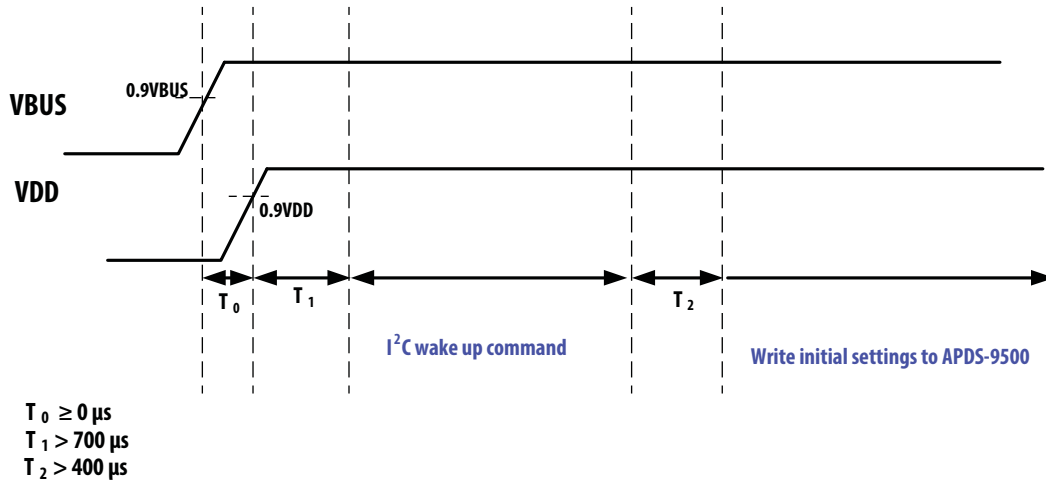 0.9VBUS
VBUS
VDD
0.9VDD
T 0
T 1
T 2
I2C wake up command
Write initial settings to APDS-9500
T 0 ≥ 0 µs
T 1 > 700 µs
T 2 > 400 µs